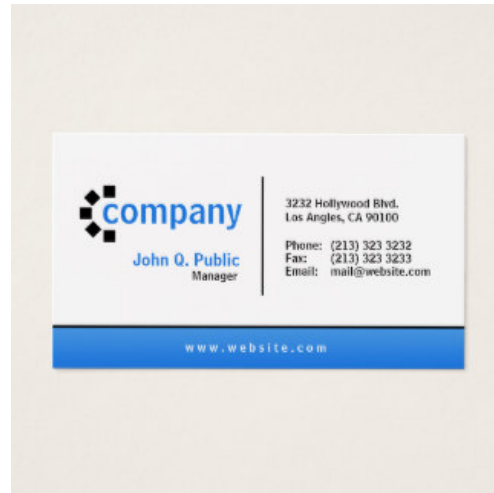 company
John Q. Public
Manager
3232 Hollywood Blvd.
Los Angles, CA 90100
Phone: (213) 323 3232
Fax: (213) 323 3233
Email: mail@website.com
www.website.com